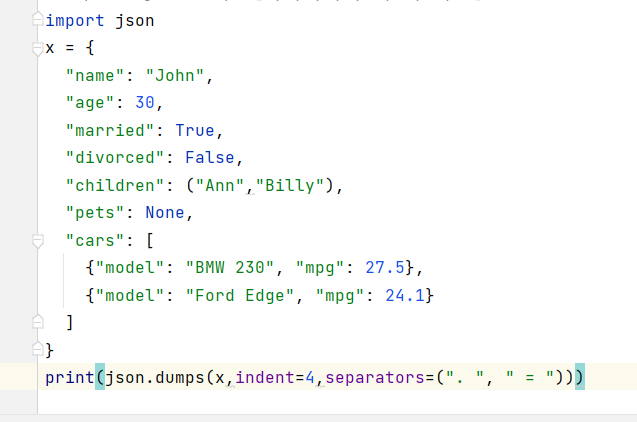 import json
x = {
  "name": "John",
  "age": 30,
  "married": True,
  "divorced": False,
  "children": ("Ann","Billy"),
  "pets": None,
  "cars": [
    {"model": "BMW 230", "mpg": 27.5},
    {"model": "Ford Edge", "mpg": 24.1}
  ]
}
print(json.dumps(x,indent=4,separators=(". ", " = ")))